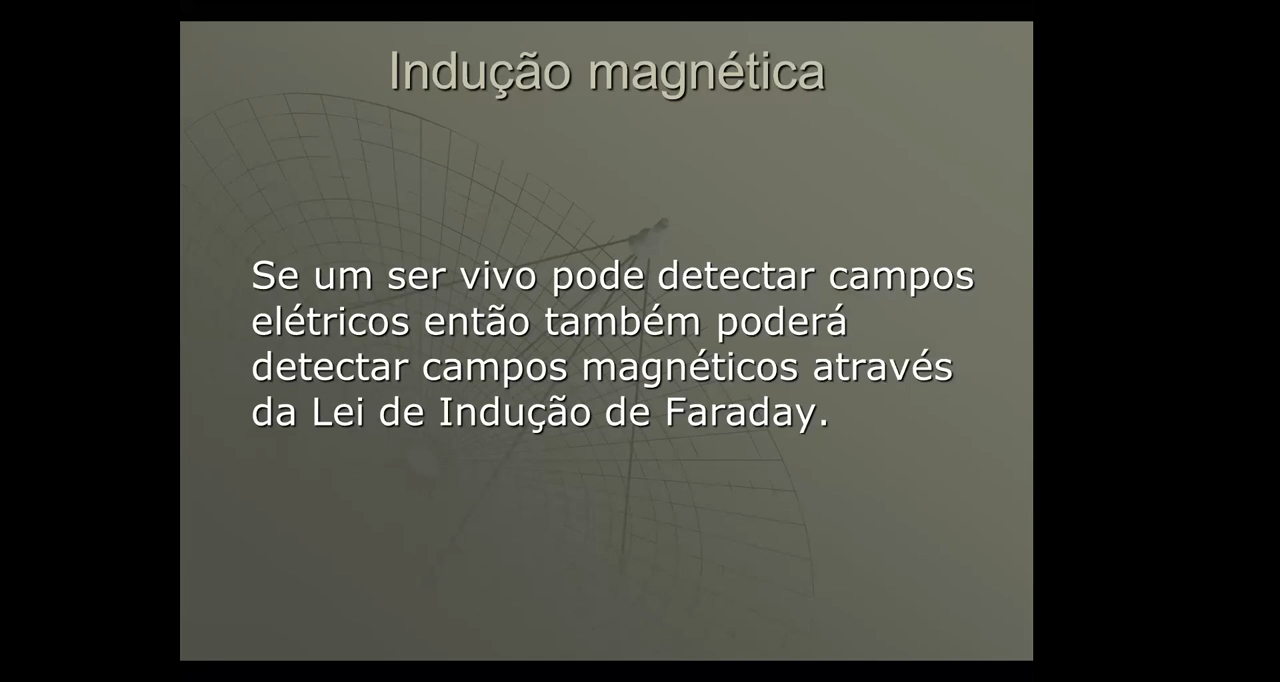 Indução magnética
Se um ser vivo pode detectar campos
elétricos então também poderá
detectar campos magnéticos através
da Lei de Indução de Faraday.